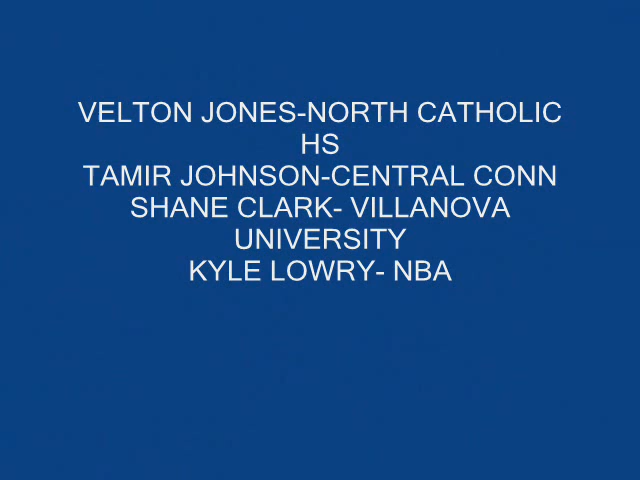 VELTON JONES-NORTH CATHOLIC
HS
TAMIR JOHNSON-CENTRAL CONN
SHANE CLARK- VILLANOVA
UNIVERSITY
KYLE LOWRY- NBA